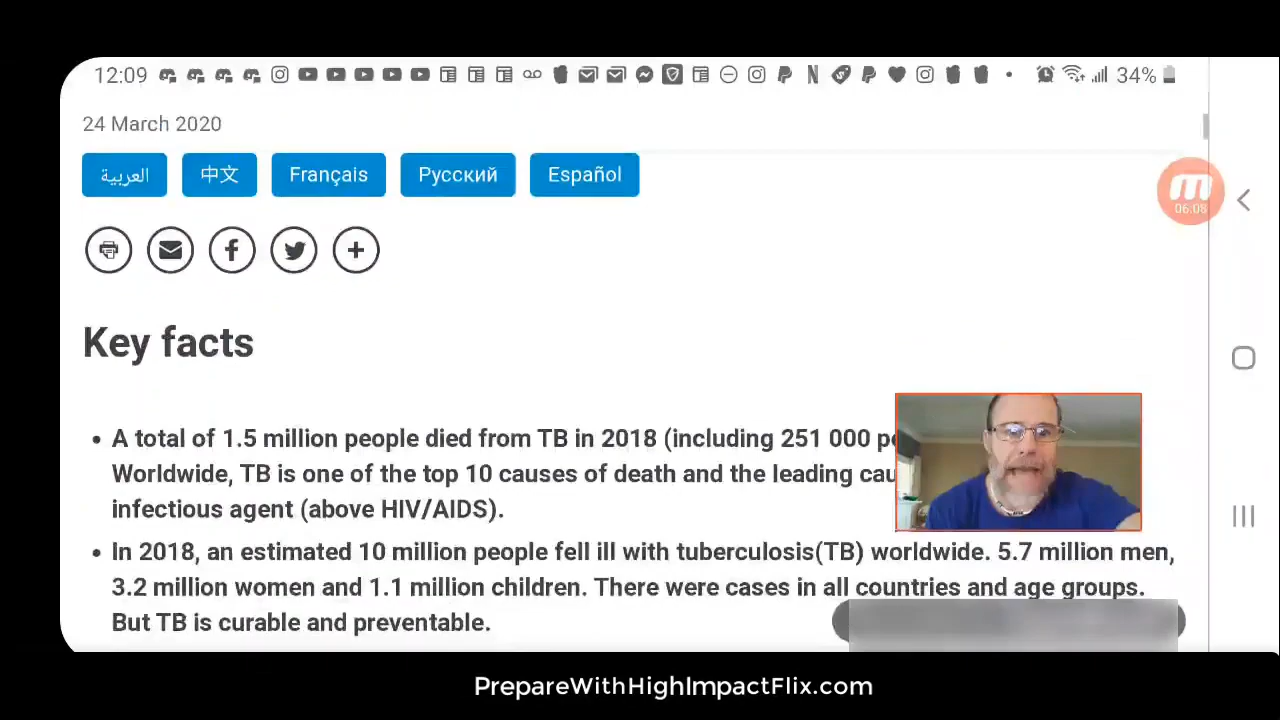 12:09
34%
24 March 2020
العربية
中文
Français
Русский
Español
06:08
Key facts
• A total of 1.5 million people died from TB in 2018 (including 251 000
Worldwide, TB is one of the top 10 causes of death and the leading
infectious agent (above HIV/AIDS).
• In 2018, an estimated 10 million people fell ill with tuberculosis(TB) worldwide. 5.7 million men,
3.2 million women and 1.1 million children. There were cases in all countries and age groups.
But TB is curable and preventable.
PrepareWithHighImpactFlix.com